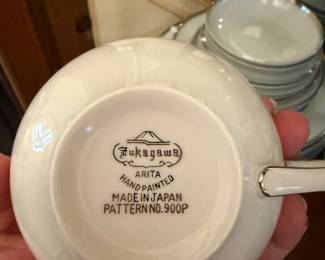 Fukagawa
ARITA
HAND PAINTED
MADE IN JAPAN
PATTERN NO. 900P